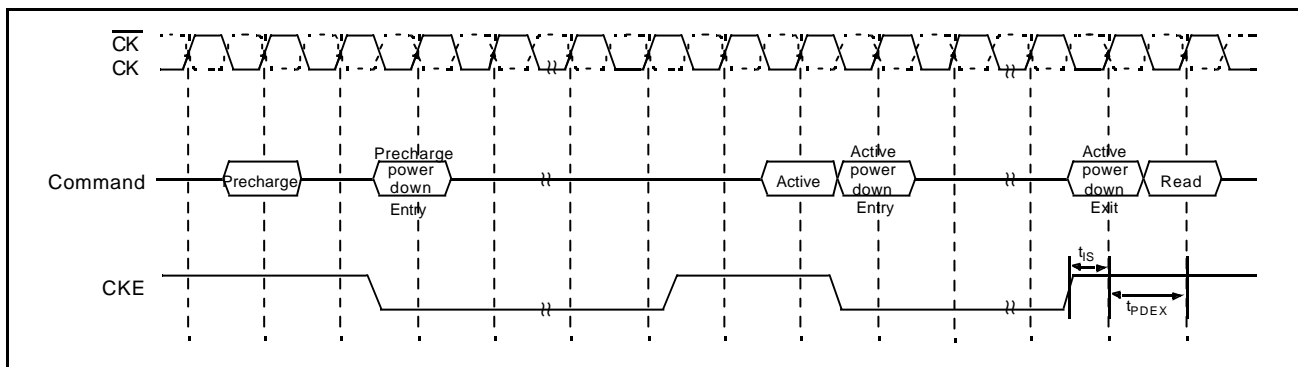 CK
CK
Command
Precharge
Precharge
power
down
Entry
Active
Active
power
down
Entry
Active
power
down
Exit
Read
CKE
tIS
tPDEX